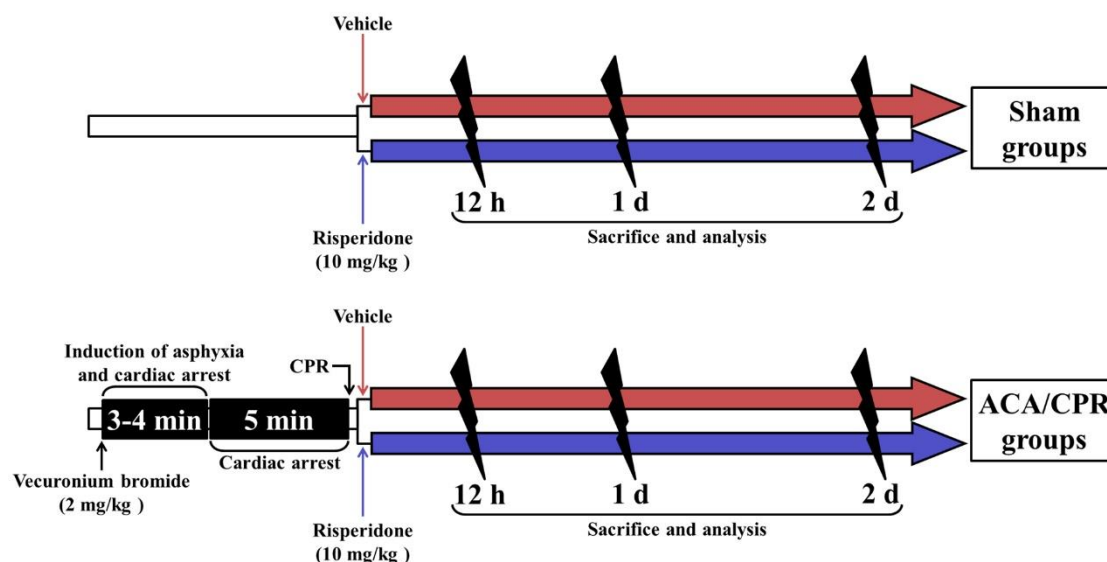 Vehicle
Sham
groups
12 h
1 d
2 d
Sacrifice and analysis
Risperidone
(10 mg/kg )
Vehicle
Induction of asphyxia
and cardiac arrest
CPR
3-4 min
5 min
ACA/CPR
groups
Cardiac arrest
Vecuronium bromide
(2 mg/kg )
12 h
1 d
2 d
Sacrifice and analysis
Risperidone
(10 mg/kg )